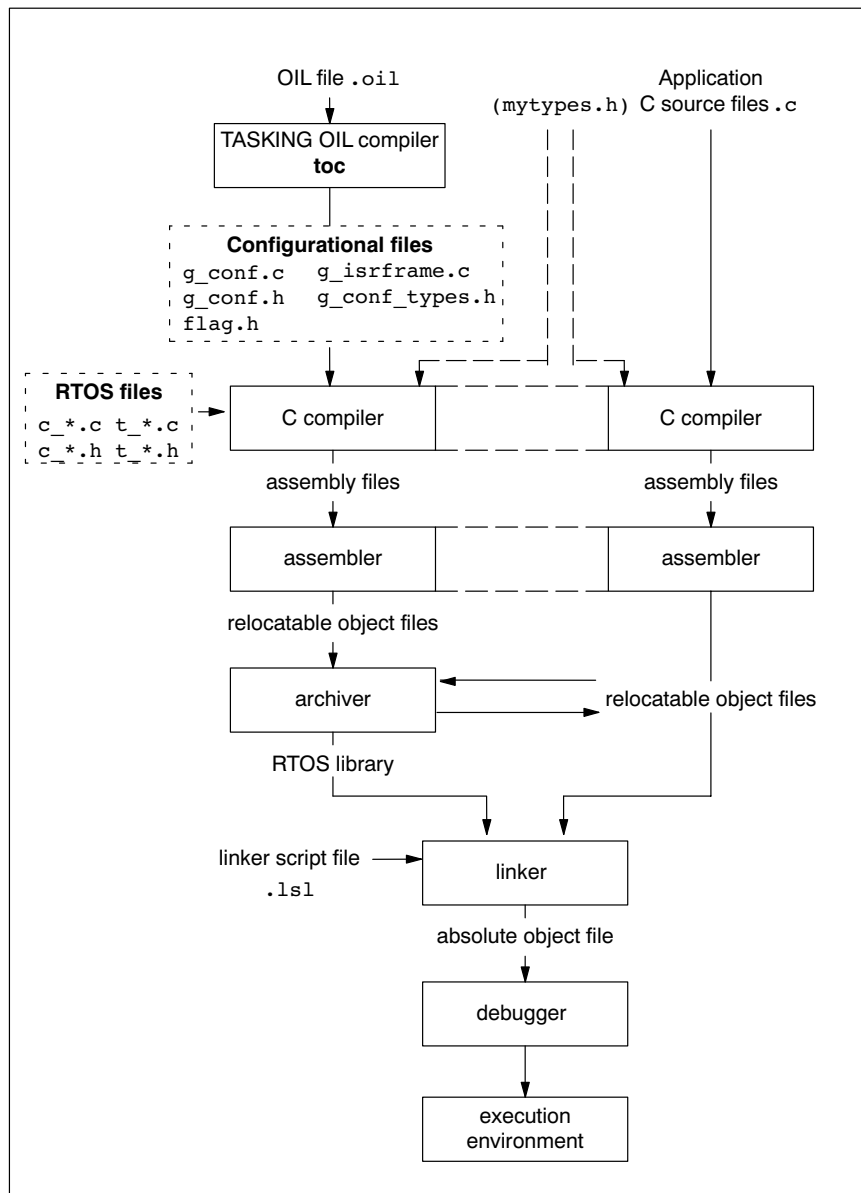 OIL file .oil
Application
(mytypes.h) C source files .c
TASKING OIL compiler
toc
Configurational files
g_conf.c g_isrframe.c
g_conf.h g_conf_types.h
flag.h
RTOS files
c_*.c t_*.c
c_*.h t_*.h
C compiler
C compiler
assembly files
assembly files
assembler
assembler
relocatable object files
archiver
relocatable object files
RTOS library
linker script file
.lsl
linker
absolute object file
debugger
execution
environment